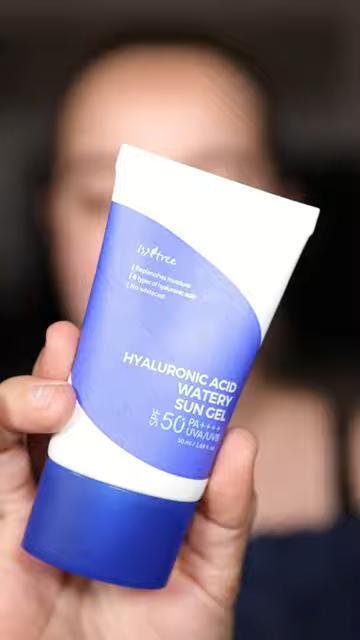 isntree
Replenishes moisture
8 types of hyaluronic acid
No whitecast
HYALURONIC ACID
WATERY
SUN GEL
SPF 50+ PA++++
UVA/UVB
50 ml / 1.69 fl.